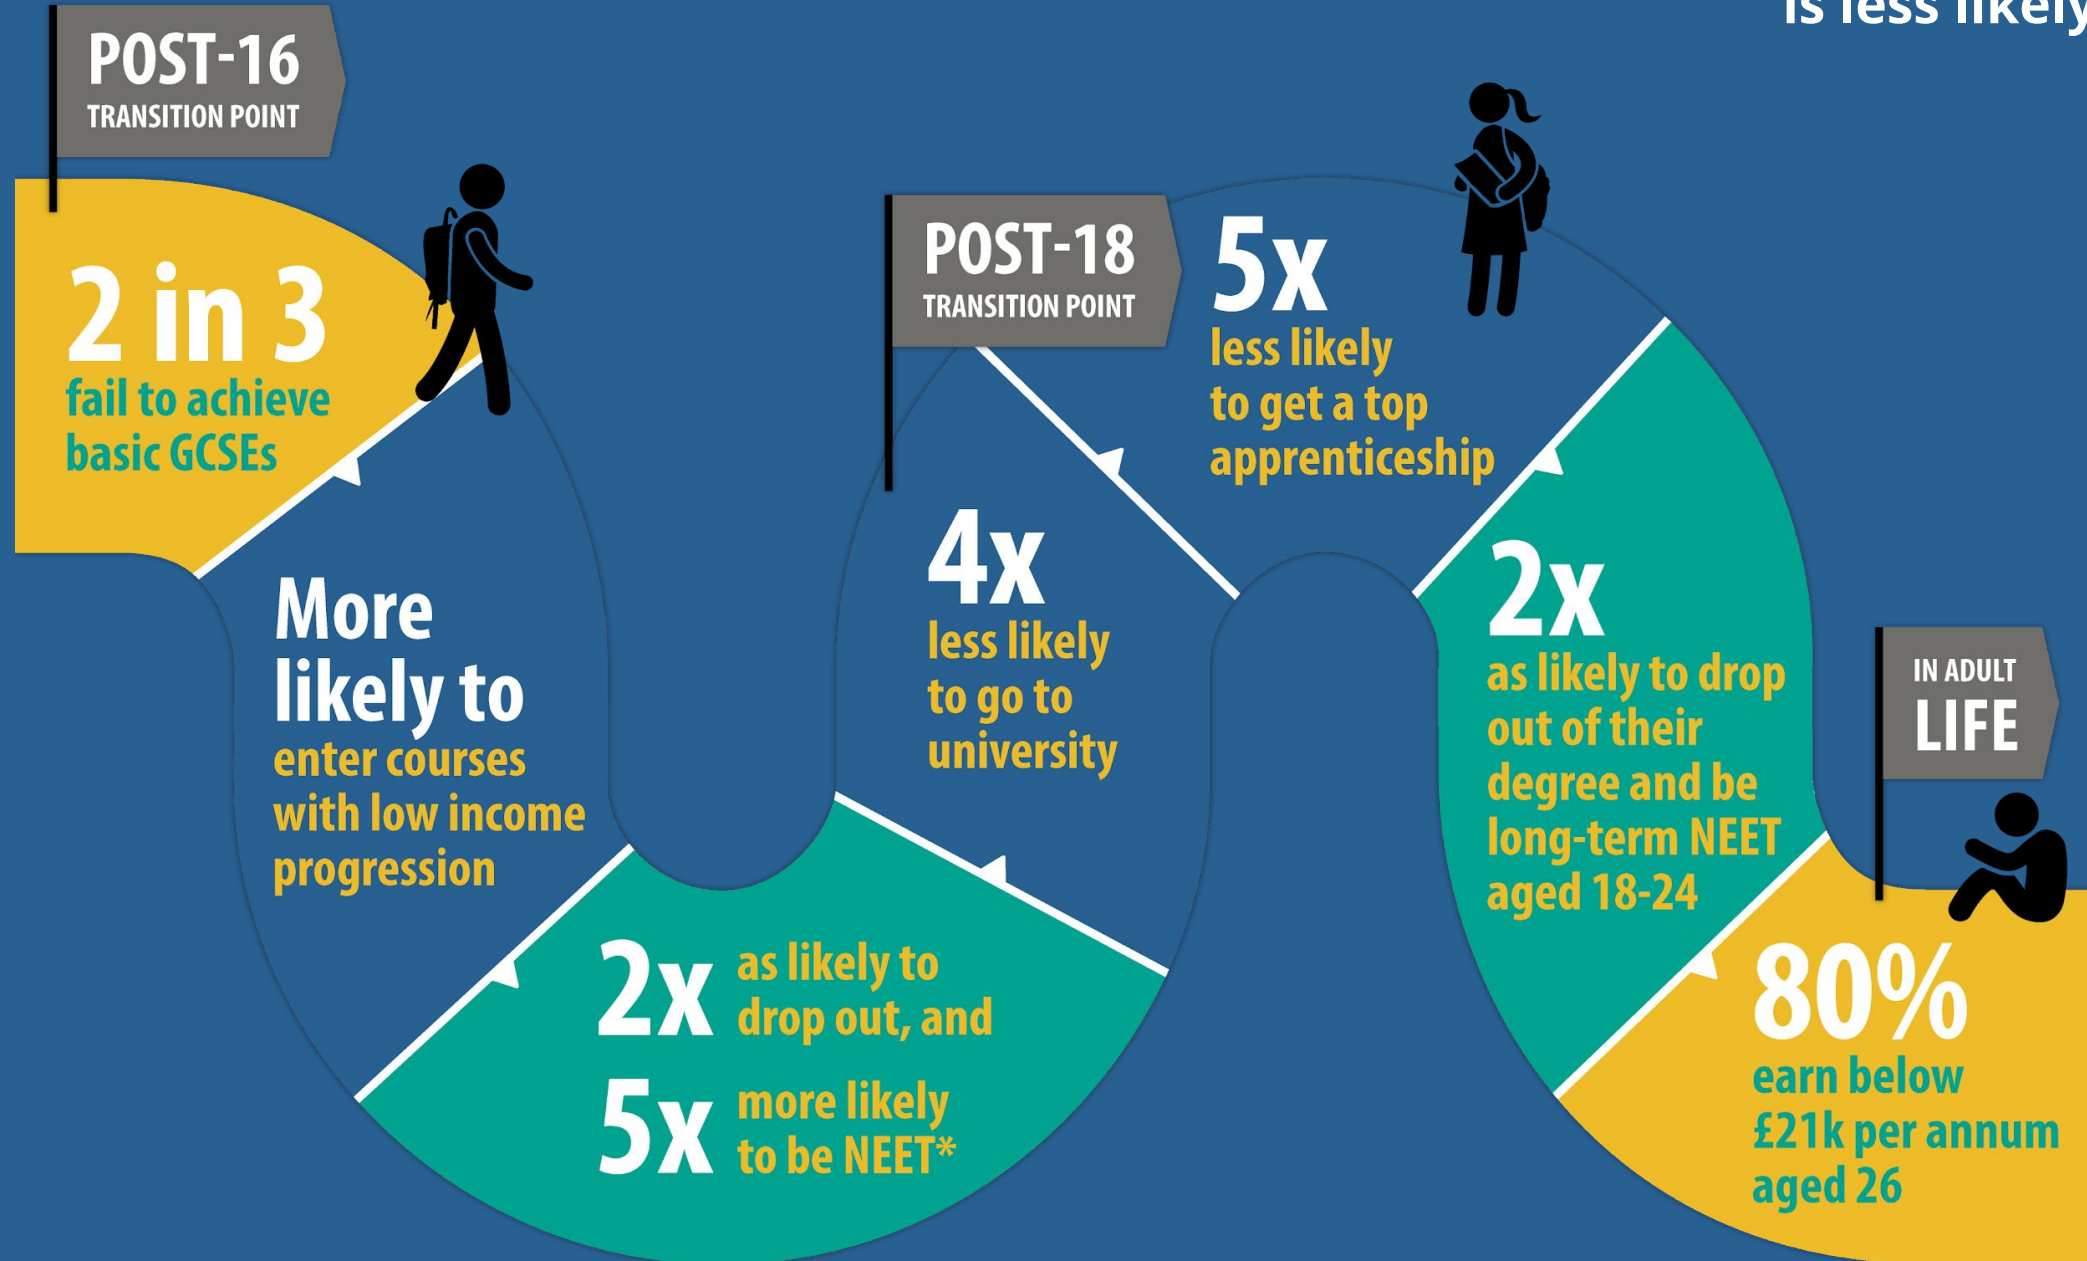 is less likely
POST-16
TRANSITION POINT
2 in 3
fail to achieve
basic GCSEs
More
likely to
enter courses
with low income
progression
2x as likely to
drop out, and
5x more likely
to be NEET*
POST-18
TRANSITION POINT
4x
less likely
to go to
university
5x
less likely
to get a top
apprenticeship
2x
as likely to drop
out of their
degree and be
long-term NEET
aged 18-24
IN ADULT
LIFE
80%
earn below
£21k per annum
aged 26